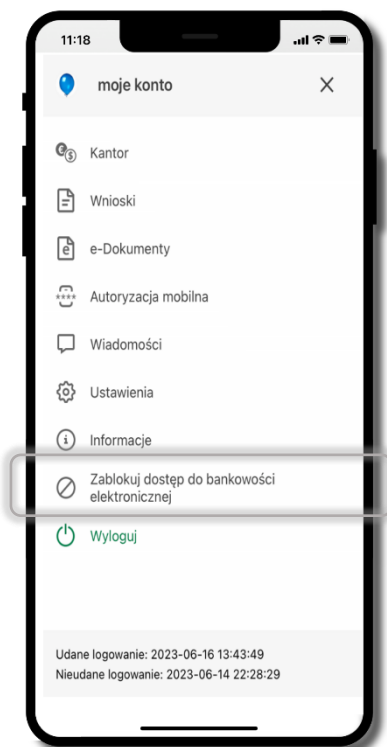 11:18
moje konto
Kantor
Wnioski
e-Dokumenty
Autoryzacja mobilna
Wiadomości
Ustawienia
Informacje
Zablokuj dostęp do bankowości
elektronicznej
Wyloguj
Udane logowanie: 2023-06-16 13:43:49
Nieudane logowanie: 2023-06-14 22:28:29